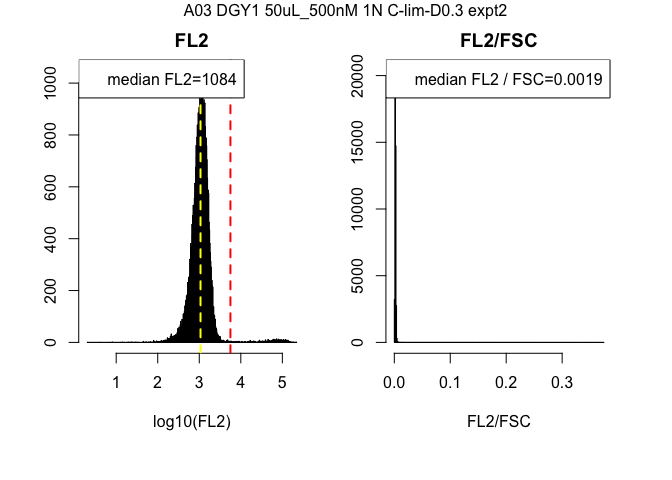 A03 DGY1 50uL_500nM 1N C-lim-D0.3 expt2
FL2
median FL2=1084
0
200
400
600
800
1000
1 2 3 4 5
log10(FL2)
FL2/FSC
median FL2 / FSC=0.0019
0
5000
10000
15000
20000
0.0 0.1 0.2 0.3
FL2/FSC